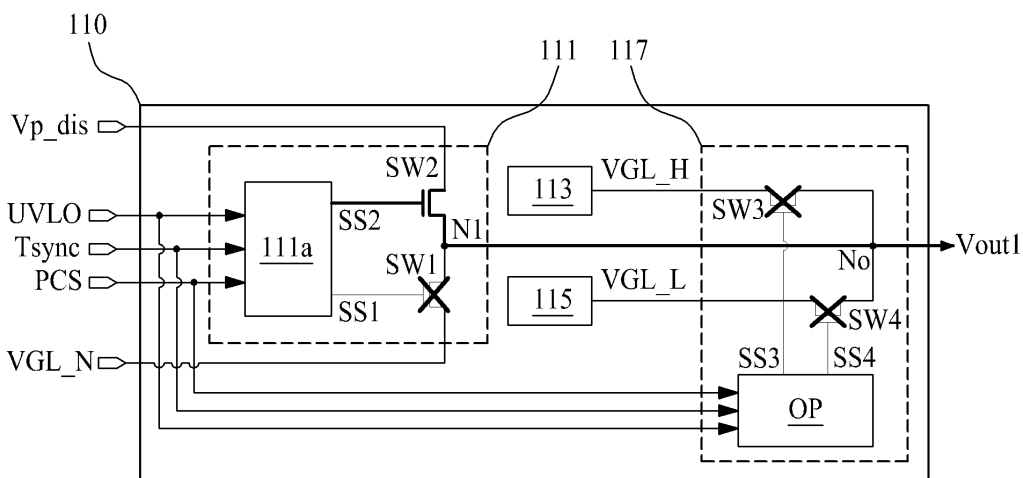 110
111
117
Vp_dis
SW2
113
VGL_H
SW3
UVLO
SS2
N1
Tsync
111a
Vout1
SW1
No
PCS
115
VGL_L
SS1
SW4
VGL_N
SS3
SS4
OP